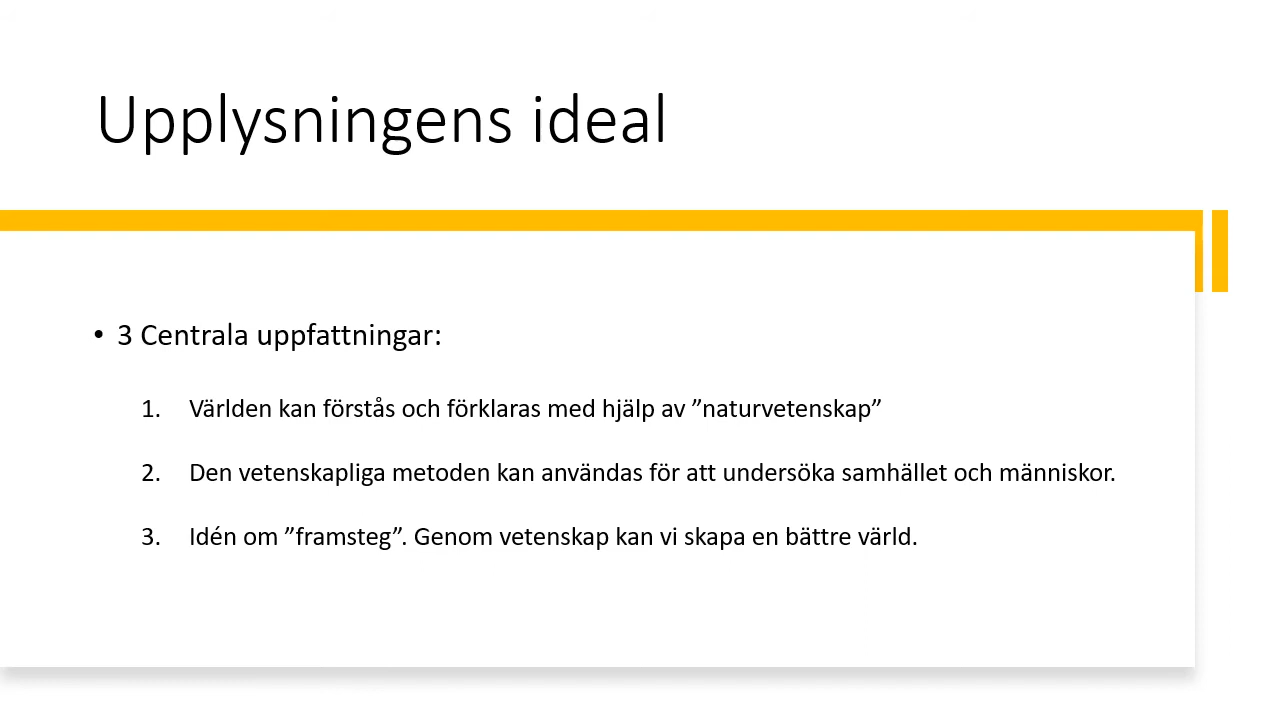 Upplysningens ideal
• 3 Centrala uppfattningar:
1. Världen kan förstås och förklaras med hjälp av ”naturvetenskap”
2. Den vetenskapliga metoden kan användas för att undersöka samhället och människor.
3. Idén om ”framsteg”. Genom vetenskap kan vi skapa en bättre värld.